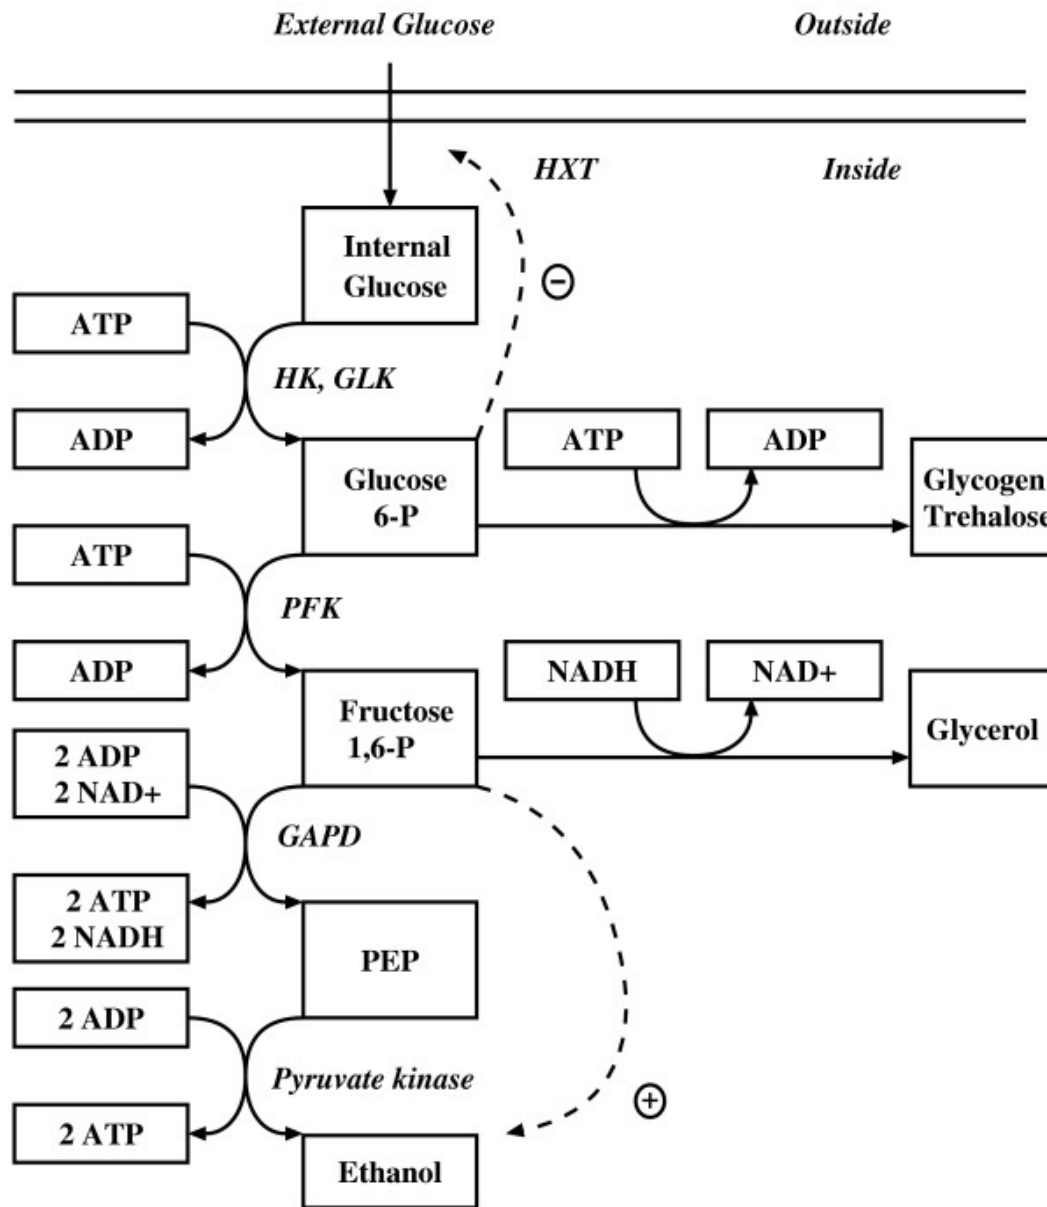 External Glucose
Outside
HXT
Inside
Internal
Glucose
−
ATP
HK, GLK
ADP
Glucose
6-P
ATP
ADP
Glycogen
Trehalose
ATP
PFK
ADP
Fructose
1,6-P
NADH
NAD+
Glycerol
2 ADP
2 NAD+
GAPD
2 ATP
2 NADH
PEP
2 ADP
Pyruvate kinase
+
2 ATP
Ethanol